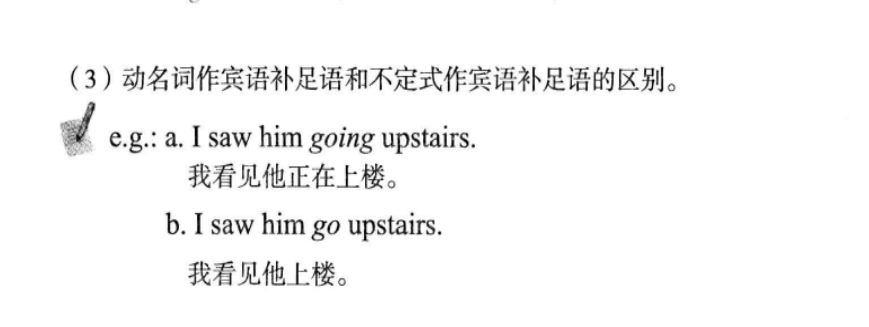 （3）动名词作宾语补足语和不定式作宾语补足语的区别。
e.g.: a. I saw him going upstairs.
我看见他正在上楼。
b. I saw him go upstairs.
我看见他上楼。